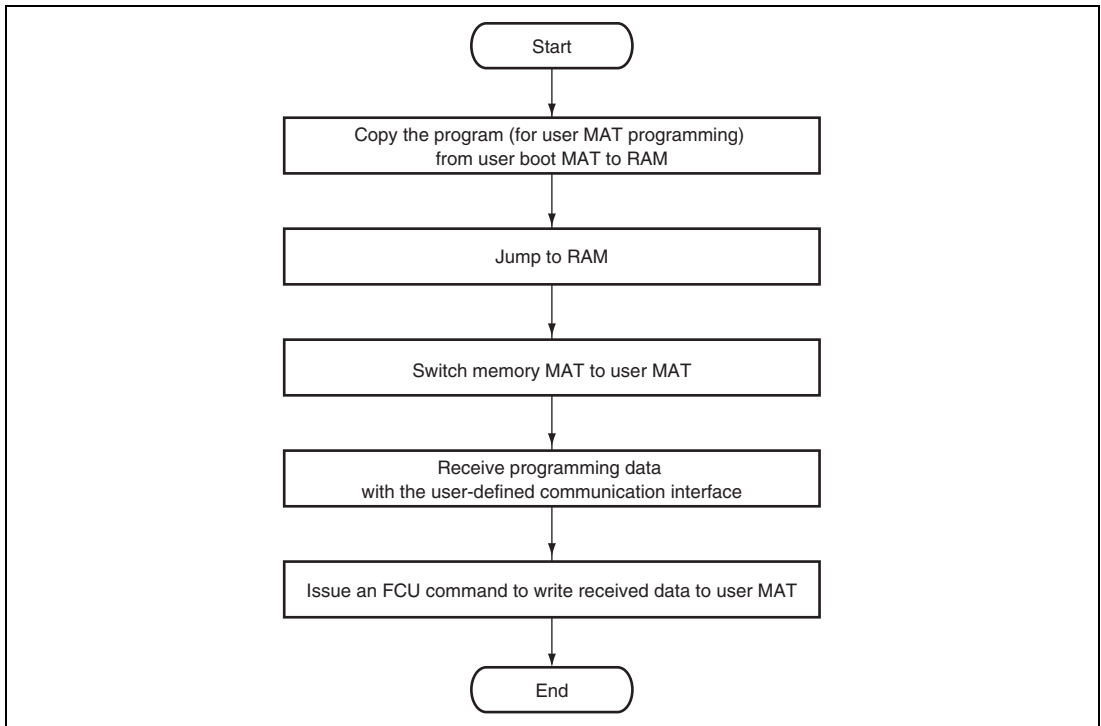 Start
Copy the program (for user MAT programming)
from user boot MAT to RAM
Jump to RAM
Switch memory MAT to user MAT
Receive programming data
with the user-defined communication interface
Issue an FCU command to write received data to user MAT
End